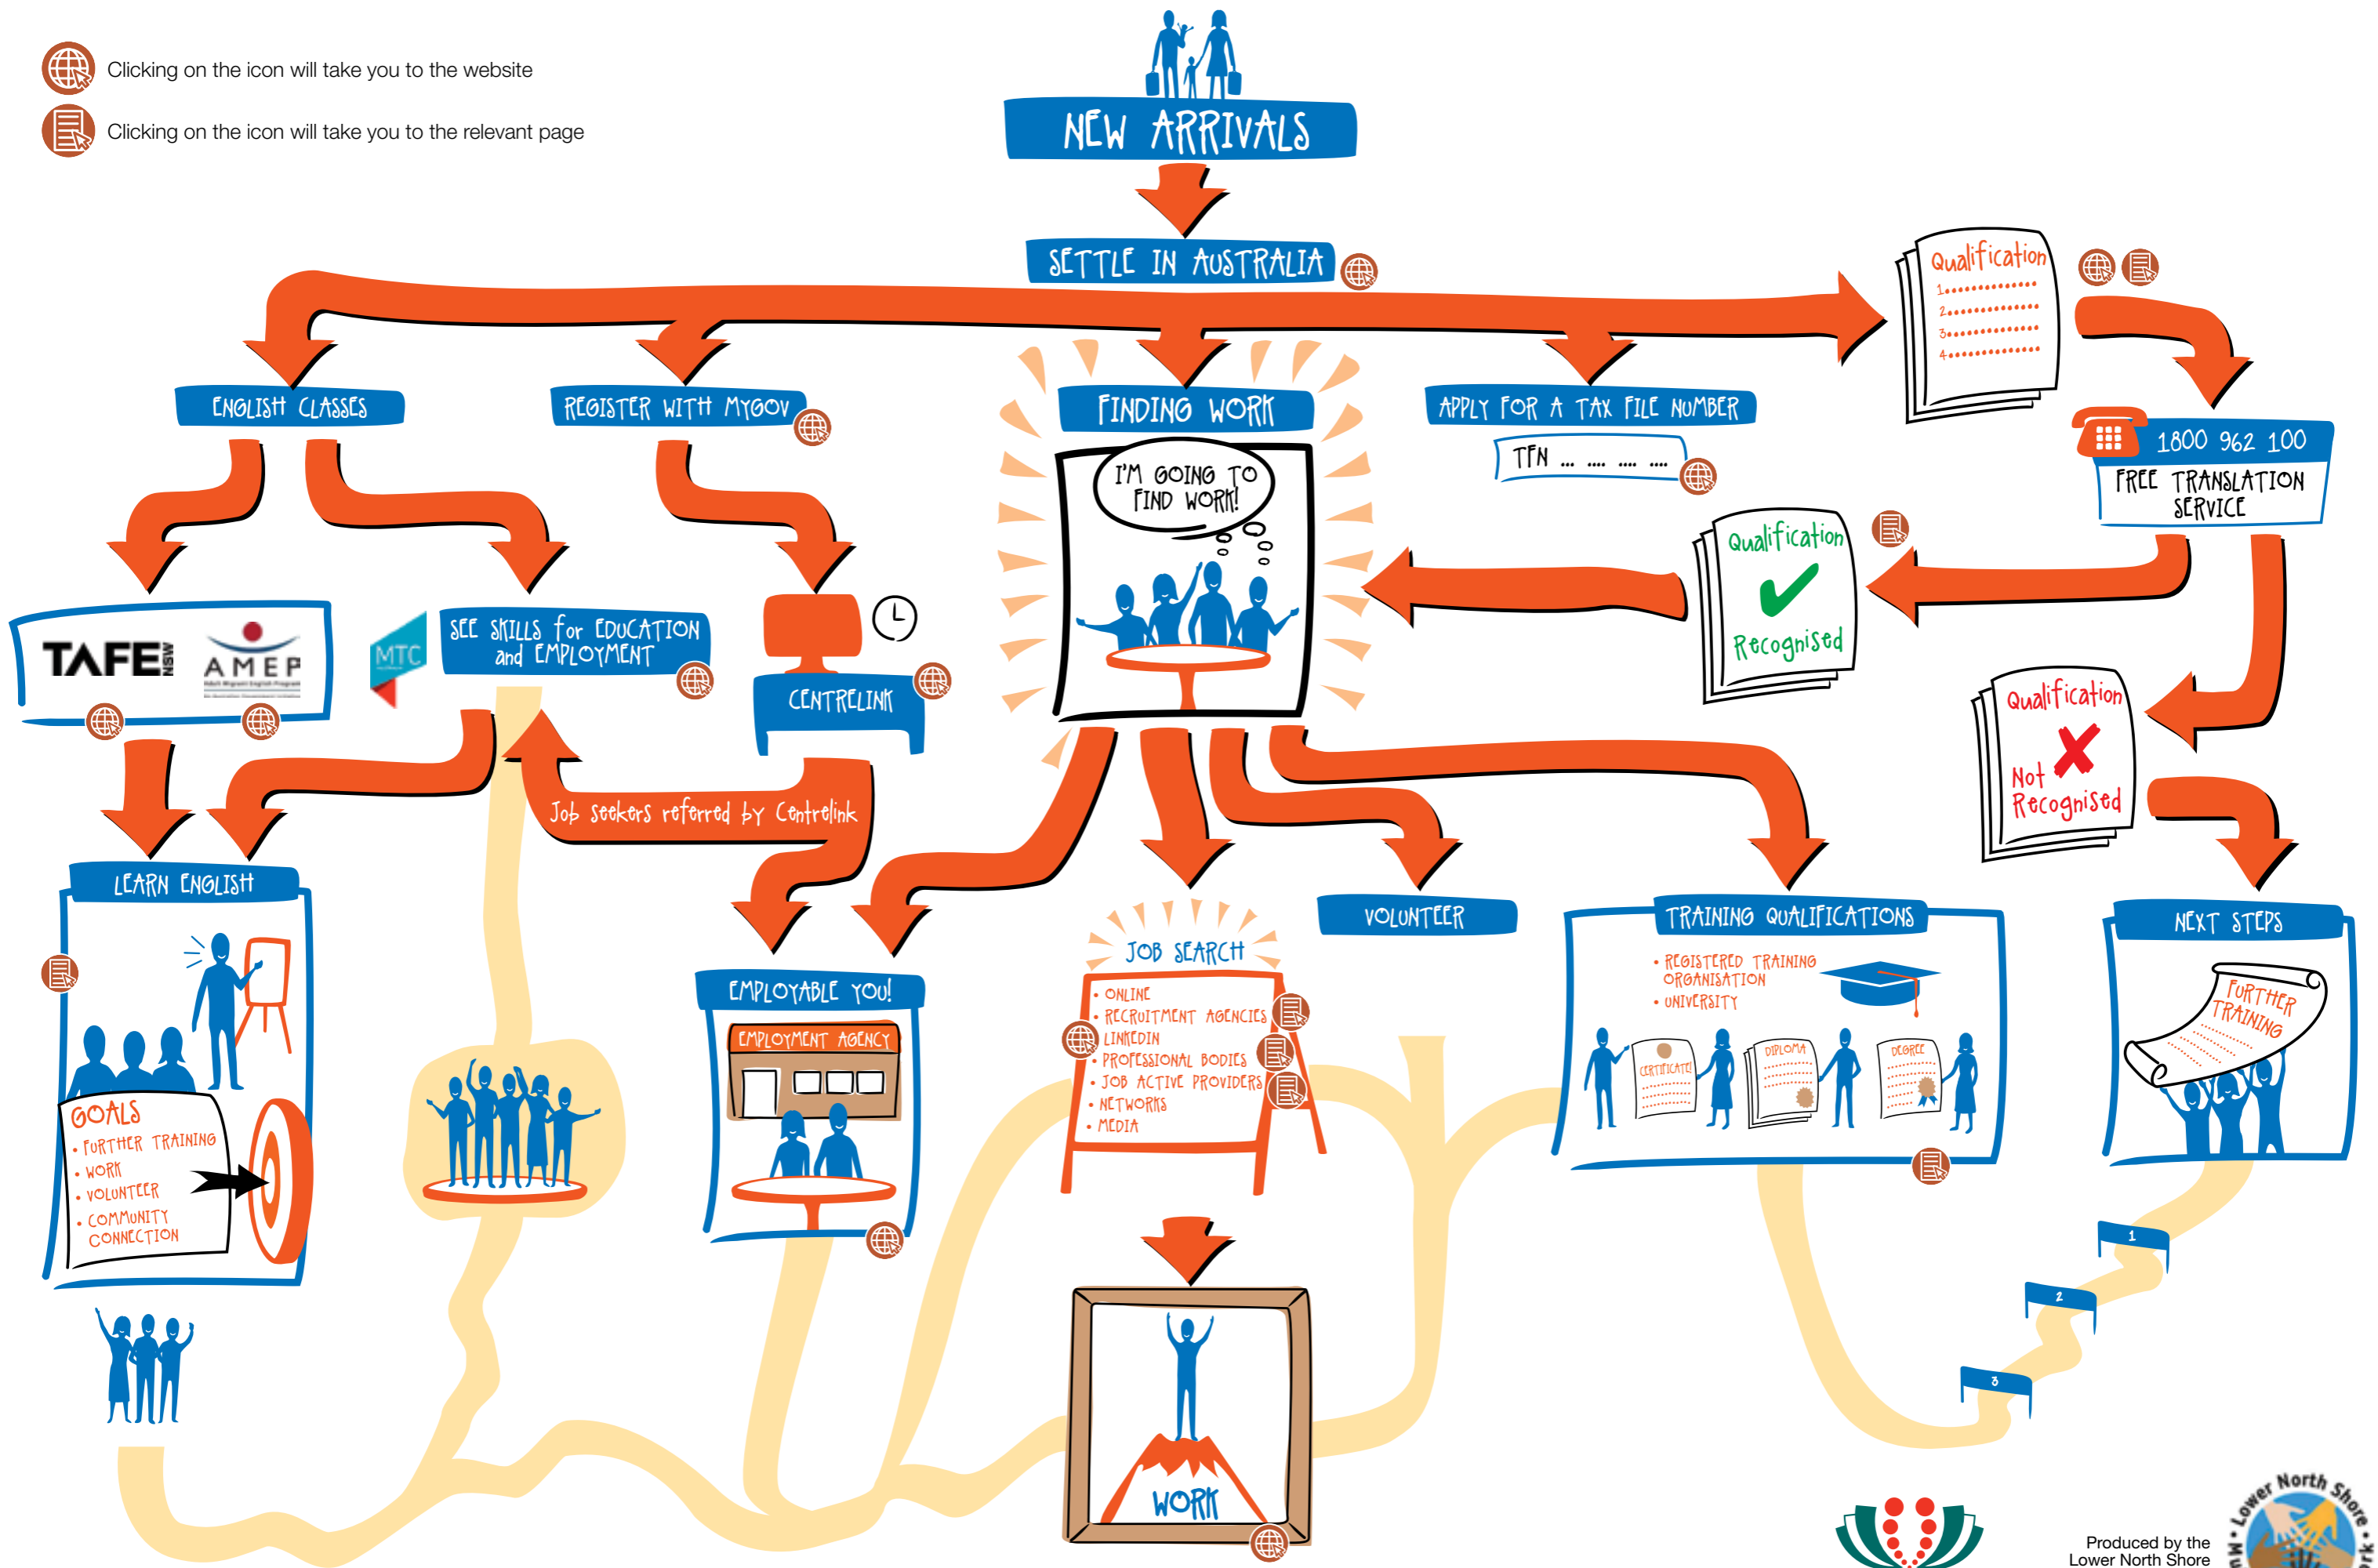 Clicking on the icon will take you to the website
Clicking on the icon will take you to the relevant page
NEW ARRIVALS
SETTLE IN AUSTRALIA
Qualification
1.
2.
3.
4.
ENGLISH CLASSES
REGISTER WITH MYGOV
FINDING WORK
APPLY FOR A TAX FILE NUMBER
TFN ... .... .... ....
1800 962 100
FREE TRANSLATION
SERVICE
I'M GOING TO
FIND WORK!
Qualification
Recognised
TAFE NSW
AMEP
MTC
SEE SKILLS for EDUCATION
and EMPLOYMENT
CENTRELINK
Qualification
Not
Recognised
Job seekers referred by Centrelink
LEARN ENGLISH
GOALS
• FURTHER TRAINING
• WORK
• VOLUNTEER
• COMMUNITY
CONNECTION
EMPLOYABLE YOU!
EMPLOYMENT AGENCY
JOB SEARCH
• ONLINE
• RECRUITMENT AGENCIES
LINKEDIN
• PROFESSIONAL BODIES
• JOB ACTIVE PROVIDERS
• NETWORKS
• MEDIA
VOLUNTEER
TRAINING QUALIFICATIONS
• REGISTERED TRAINING
ORGANISATION
• UNIVERSITY
CERTIFICATE!
DIPLOMA
DEGREE
NEXT STEPS
FURTHER
TRAINING
1
2
3
WORK
Produced by the
Lower North Shore
Lower North Shore